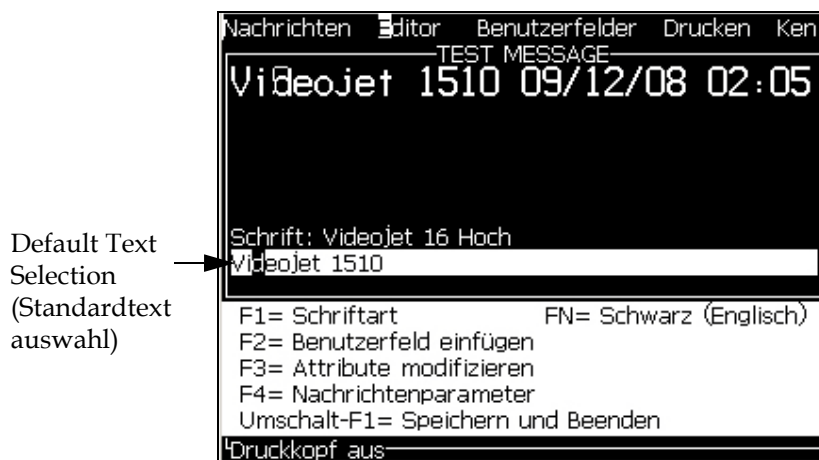 Nachrichten Editor Benutzerfelder Drucken Ken
TEST MESSAGE
Videojet 1510 09/12/08 02:05
Schrift: Videojet 16 Hoch
Videojet 1510
F1= Schriftart FN= Schwarz (Englisch)
F2= Benutzerfeld einfügen
F3= Attribute modifizieren
F4= Nachrichtenparameter
Umschalt-F1= Speichern und Beenden
Druckkopf aus
Default Text
Selection
(Standardtext
auswahl)